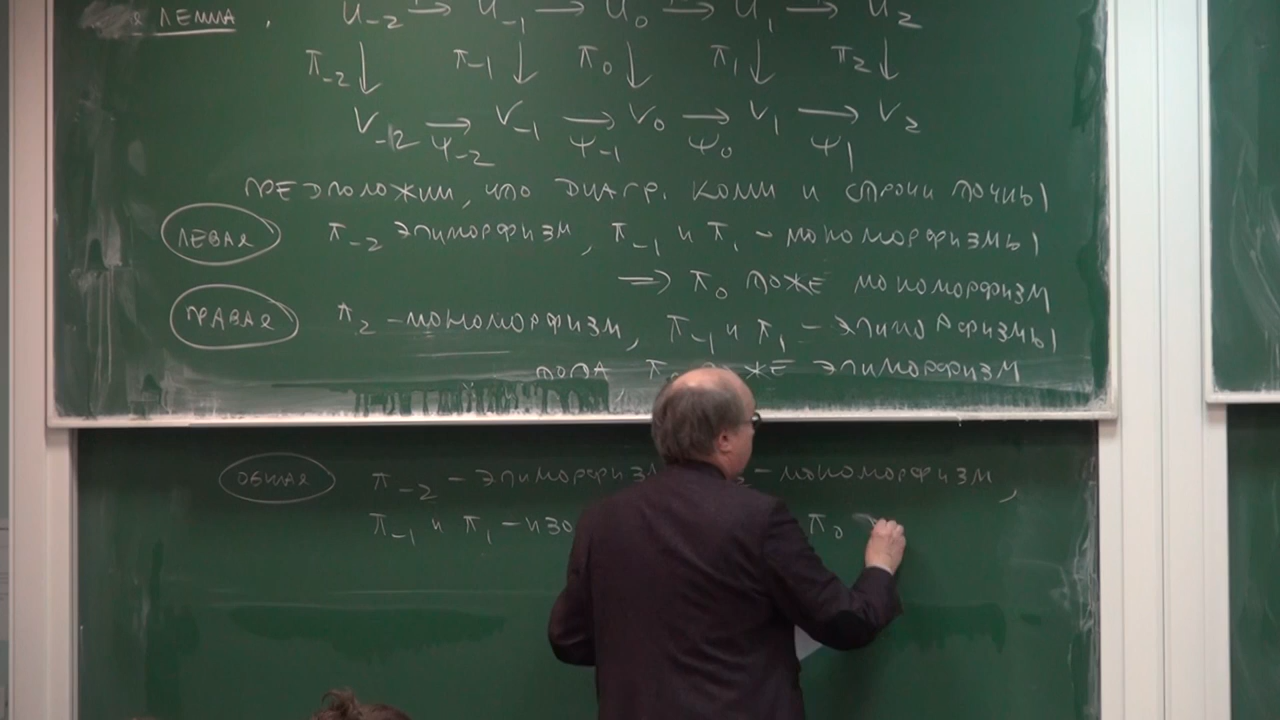 ЛЕММА. U₋₂ → U₋₁ → U₀ → U₁ → U₂
π₋₂ ↓ π₋₁ ↓ π₀ ↓ π₁ ↓ π₂ ↓
V₋₂ → V₋₁ → V₀ → V₁ → V₂
ψ₋₂ ψ₋₁ ψ₀ ψ₁
ПРЕДПОЛОЖИМ, ЧТО ДИАГР. КОММ И СТРОКИ ТОЧНЫ
ЛЕВАЯ π₋₂ ЭПИМОРФИЗМ, π₋₁ И π₁ – МОНОМОРФИЗМЫ
⇒ π₀ ТОЖЕ МОНОМОРФИЗМ
ПРАВАЯ π₂ – МОНОМОРФИЗМ, π₋₁ И π₁ – ЭПИМОРФИЗМЫ
ТОГДА π ЖЕ ЭПИМОРФИЗМ
ОБЩАЯ π₋₂ – ЭПИМОРФИЗМ – МОНОМОРФИЗМ,
π₋₁ И π₁ – ИЗО π₀